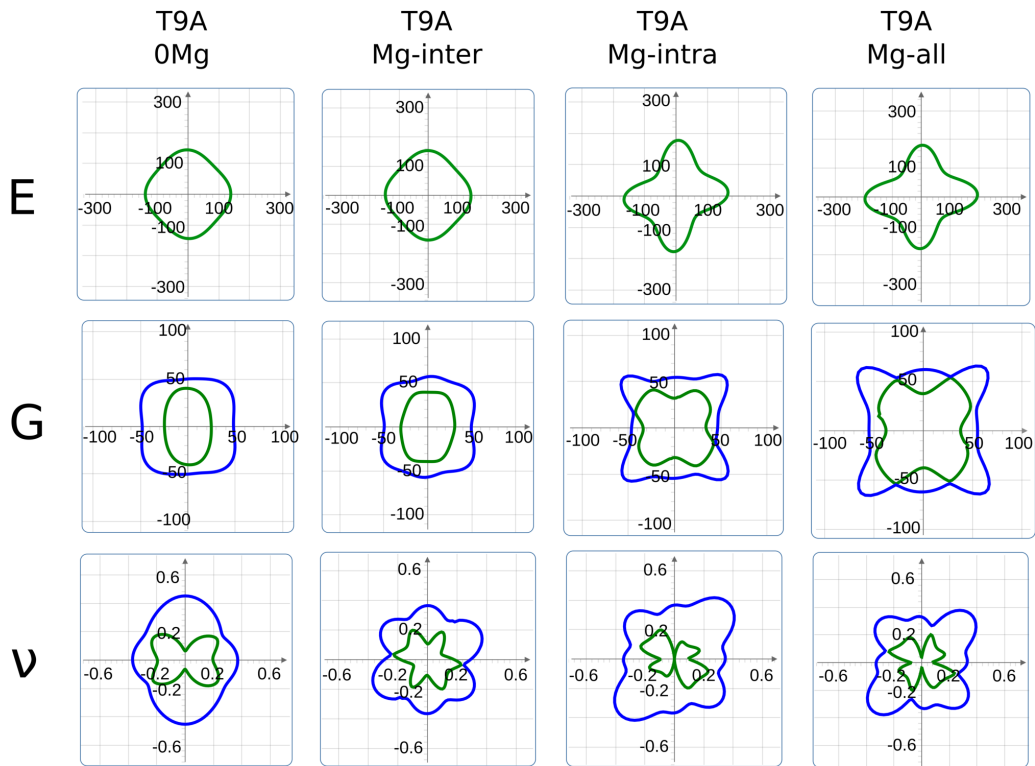 T9A T9A T9A T9A
0Mg Mg-inter Mg-intra Mg-all
E
300 300 300 300
100 100 100 100
-300 -100 100 300 -300 -100 100 300 -300 -100 100 300 -300 -100 100 300
-100 -100 -100 -100
-300 -300 -300 -300
G
100 100 100 100
50 50 50 50
-100 -50 50 100 -100 -50 50 100 -100 -50 50 100 -100 -50 50 100
-50 -50 -50 -50
-100 -100 -100 -100
ν
0.6 0.6 0.6 0.6
0.2 0.2 0.2 0.2
-0.6 -0.2 0.2 0.6 -0.6 -0.2 0.2 0.6 -0.6 -0.2 0.2 0.6 -0.6 -0.2 0.2 0.6
-0.2 -0.2 -0.2 -0.2
-0.6 -0.6 -0.6 -0.6